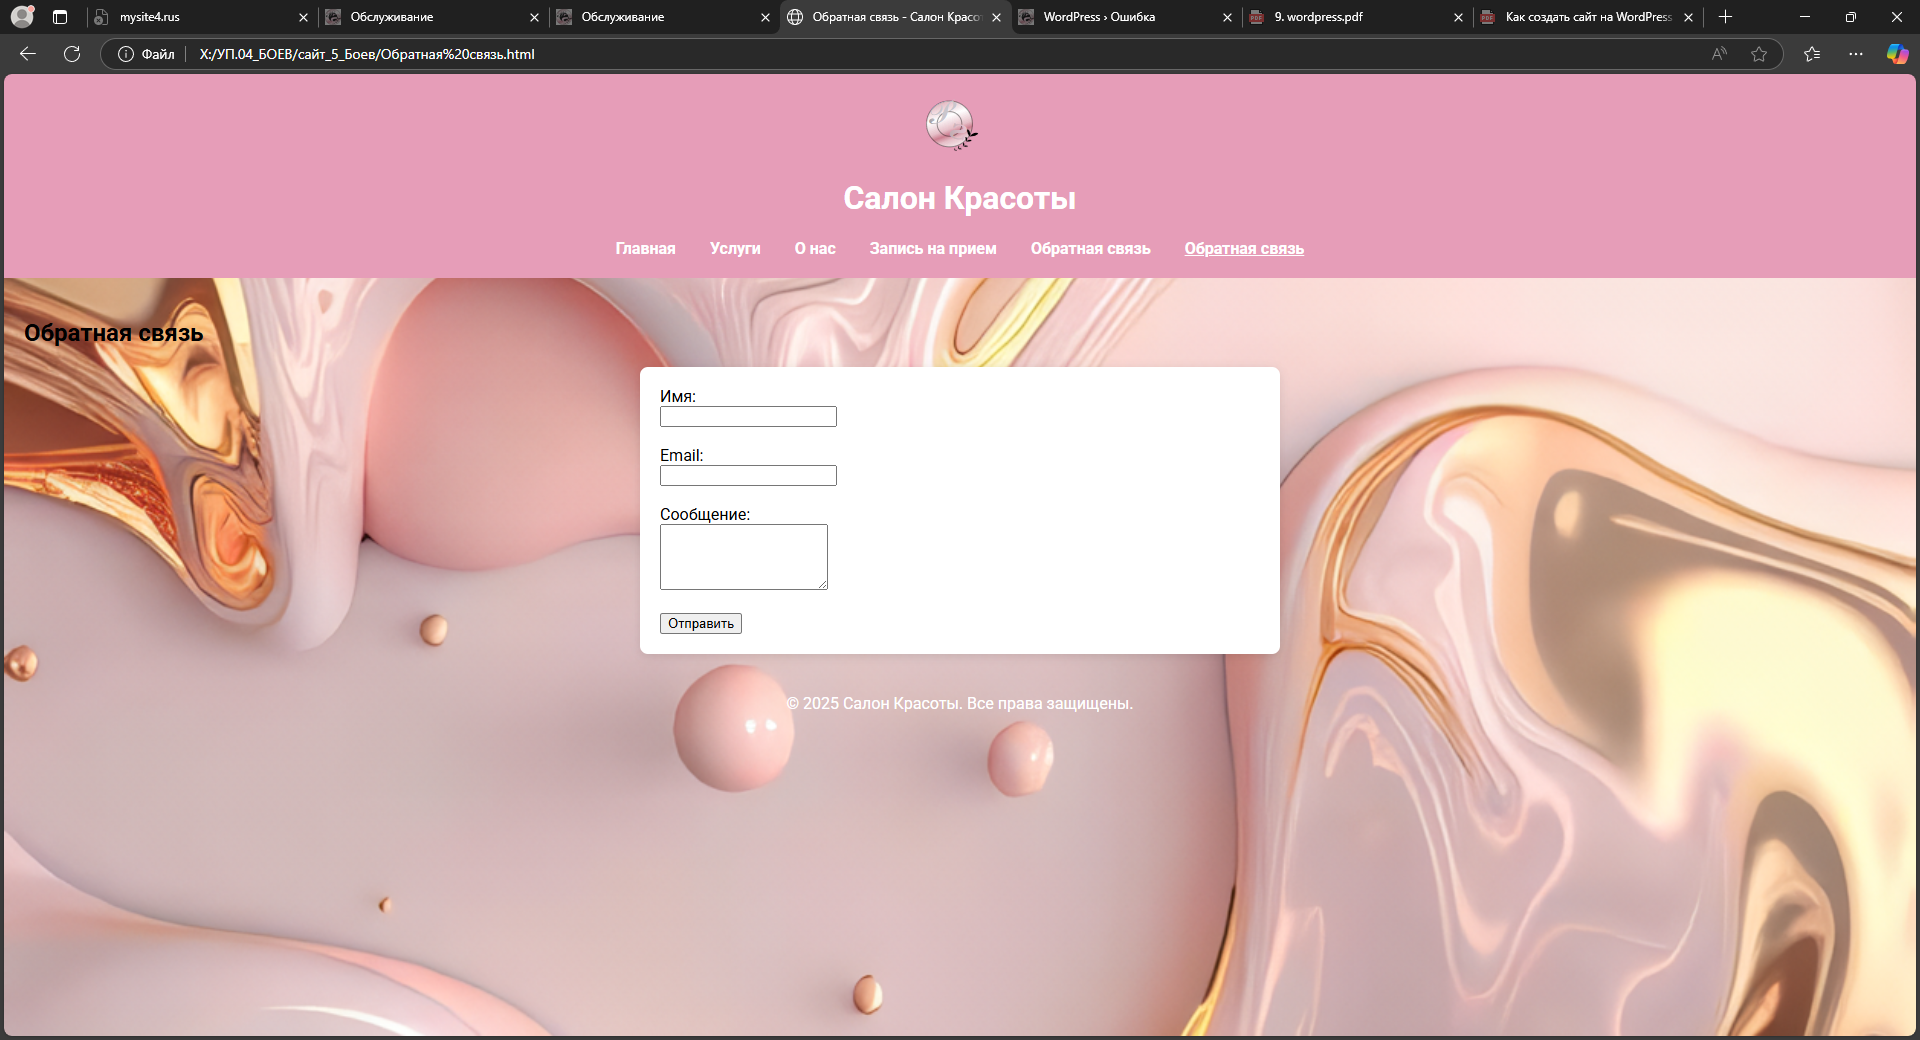 mysite4.rus
Обслуживание
Обслуживание
Обратная связь - Салон Красо
WordPress › Ошибка
9. wordpress.pdf
Как создать сайт на WordPress
Файл
X:/УП.04_БОЕВ/сайт_5_Боев/Обратная%20связь.html
Салон Красоты
Главная Услуги О нас Запись на прием Обратная связь Обратная связь
Обратная связь
Имя:
Email:
Сообщение:
Отправить
© 2025 Салон Красоты. Все права защищены.